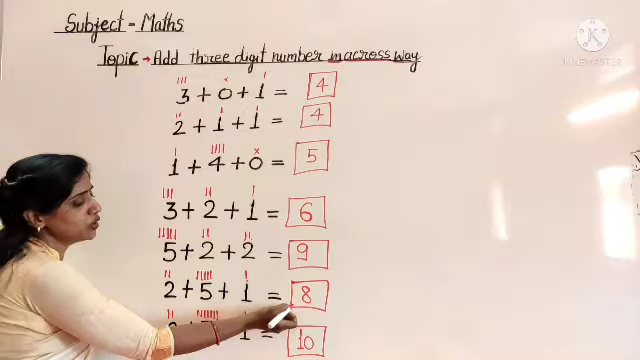 Subject - Maths
Topic → Add three digit number in across way
3 + 0 + 1 = 4
2 + 1 + 1 = 4
1 + 4 + 0 = 5
3 + 2 + 1 = 6
5 + 2 + 2 = 9
2 + 5 + 1 = 8
1 = 10
KINEMASTER